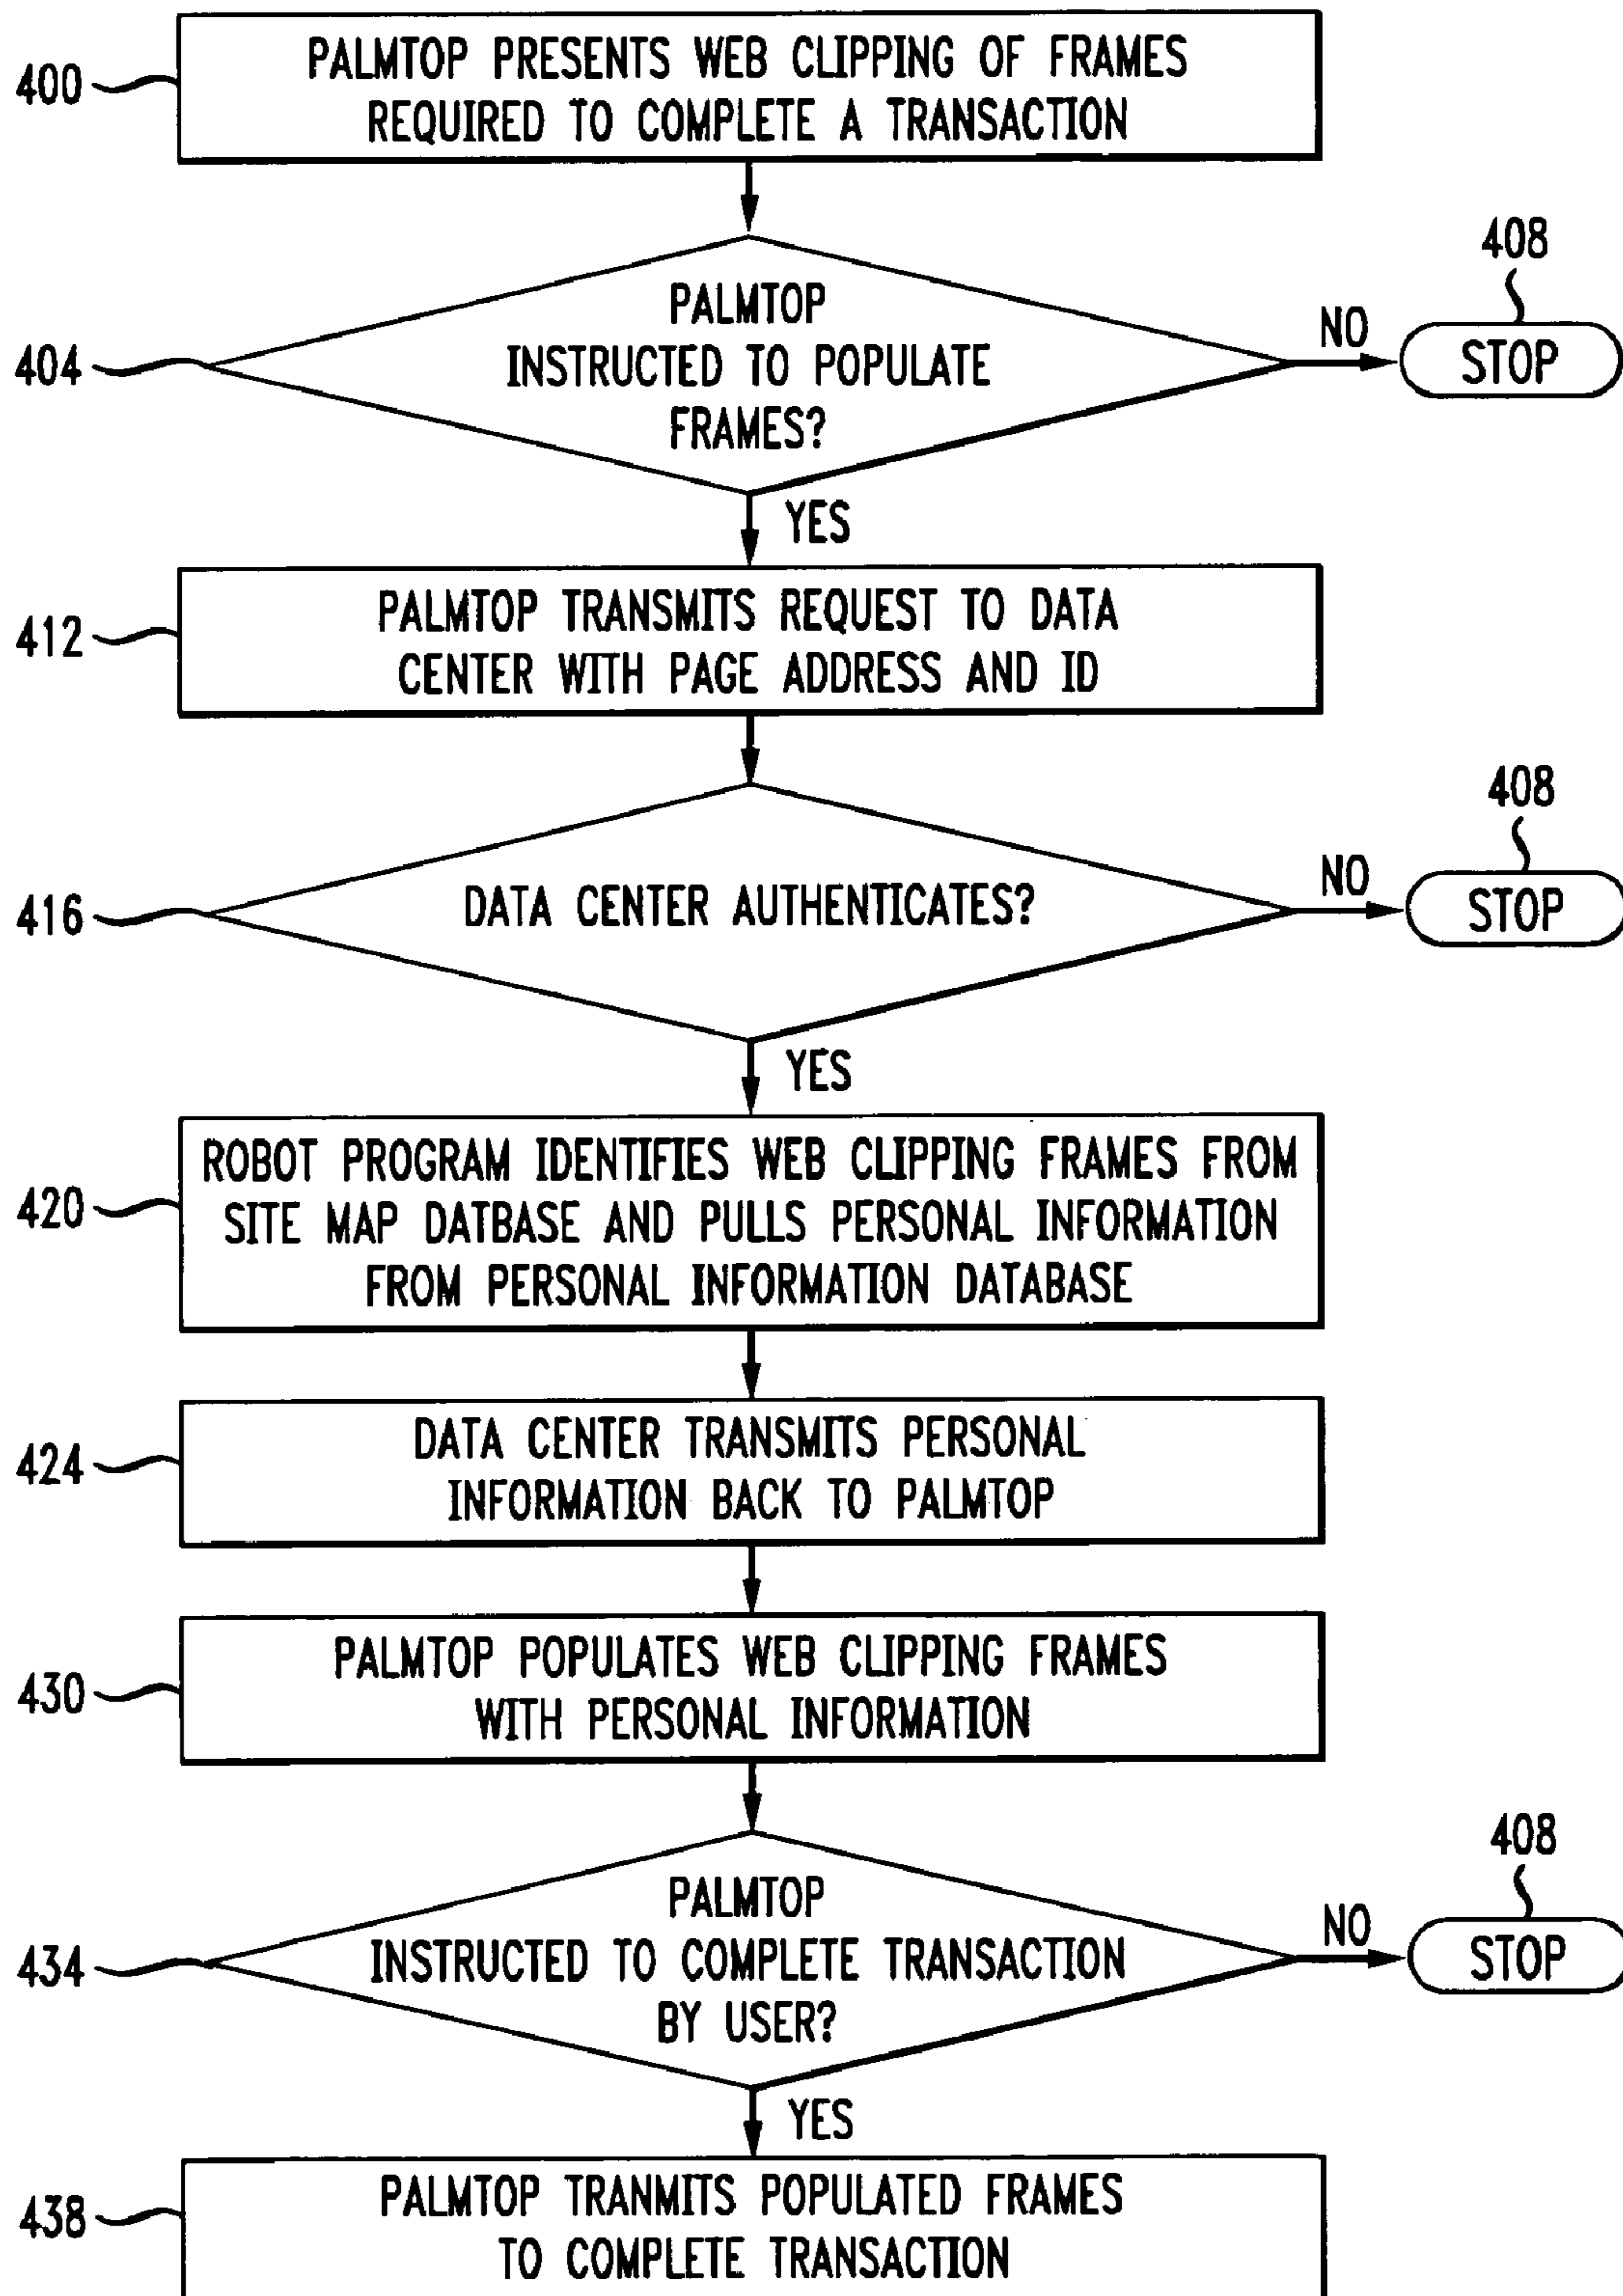 400
PALMTOP PRESENTS WEB CLIPPING OF FRAMES
REQUIRED TO COMPLETE A TRANSACTION
404
PALMTOP
INSTRUCTED TO POPULATE
FRAMES?
NO
408
STOP
YES
412
PALMTOP TRANSMITS REQUEST TO DATA
CENTER WITH PAGE ADDRESS AND ID
416
DATA CENTER AUTHENTICATES?
NO
408
STOP
YES
420
ROBOT PROGRAM IDENTIFIES WEB CLIPPING FRAMES FROM
SITE MAP DATBASE AND PULLS PERSONAL INFORMATION
FROM PERSONAL INFORMATION DATABASE
424
DATA CENTER TRANSMITS PERSONAL
INFORMATION BACK TO PALMTOP
430
PALMTOP POPULATES WEB CLIPPING FRAMES
WITH PERSONAL INFORMATION
434
PALMTOP
INSTRUCTED TO COMPLETE TRANSACTION
BY USER?
NO
408
STOP
YES
438
PALMTOP TRANMITS POPULATED FRAMES
TO COMPLETE TRANSACTION